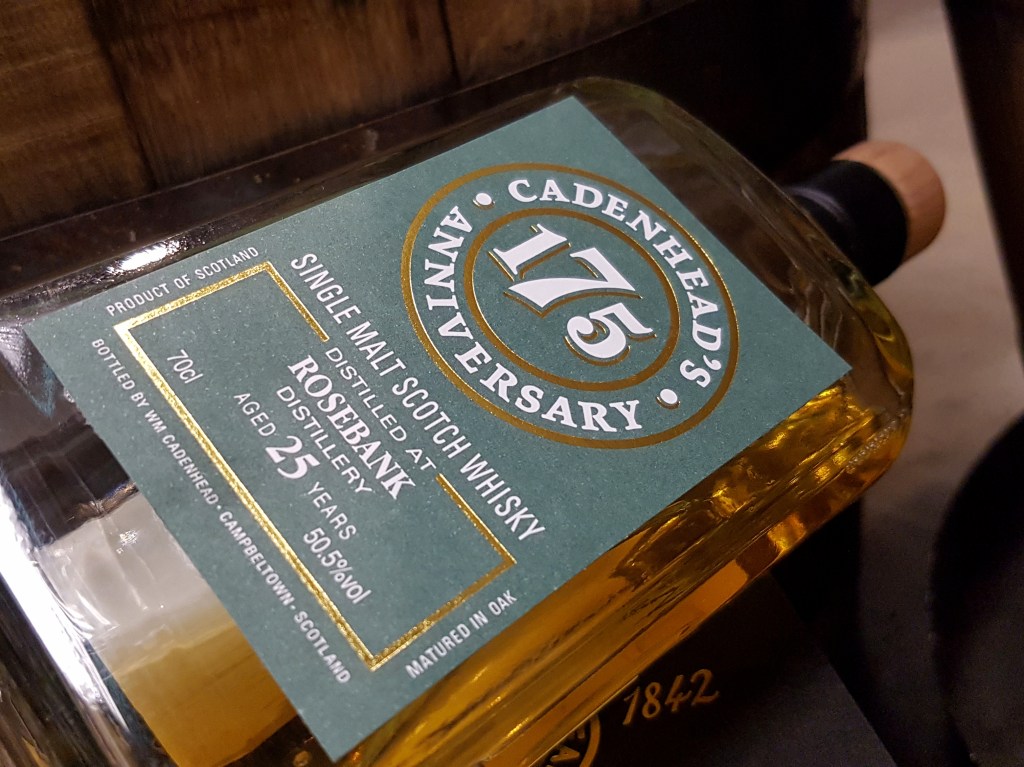 CADENHEAD'S
175
ANNIVERSARY
SINGLE MALT SCOTCH WHISKY
PRODUCT OF SCOTLAND
DISTILLED AT
ROSEBANK
DISTILLERY
AGED 25 YEARS
70cl
50.5%vol
BOTTLED BY WM CADENHEAD · CAMPBELTOWN · SCOTLAND
MATURED IN OAK
1842